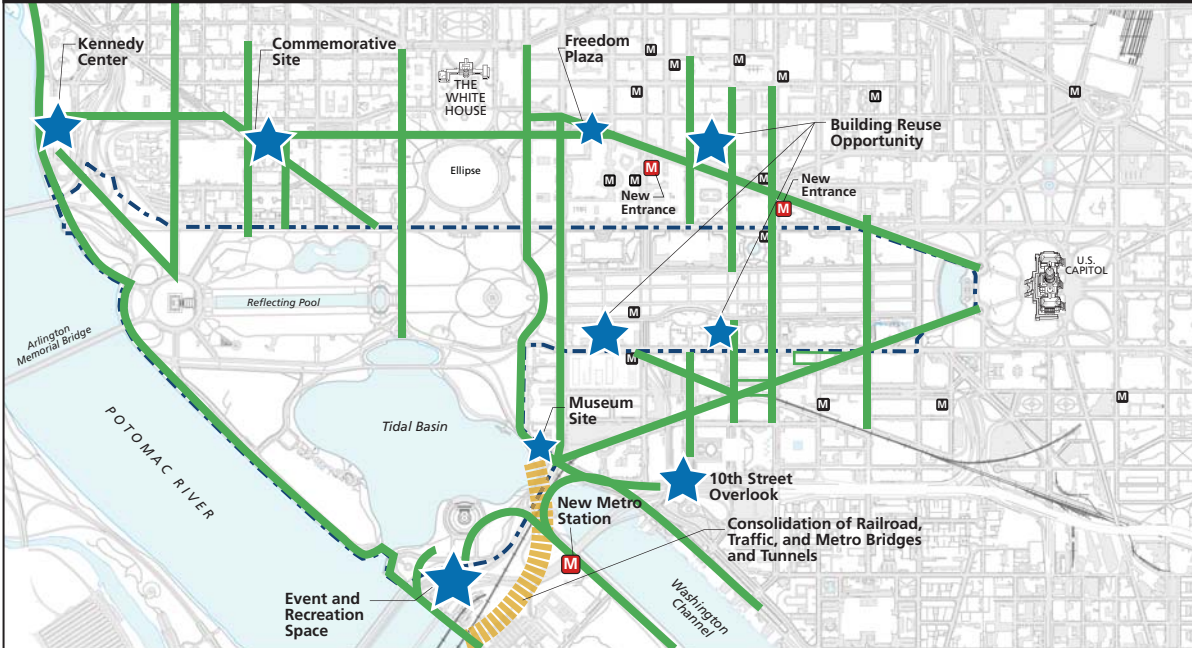 Kennedy
Center
Commemorative
Site
THE
WHITE
HOUSE
Freedom
Plaza
M
M
M
M
M
M
M
Building Reuse
Opportunity
Ellipse
M
M
M
New
Entrance
M
New
Entrance
M
M
U.S.
CAPITOL
Reflecting Pool
M
Arlington
Memorial Bridge
M
M
M
M
Museum
Site
Tidal Basin
POTOMAC RIVER
10th Street
Overlook
New Metro
Station
M
Consolidation of Railroad,
Traffic, and Metro Bridges
and Tunnels
Event and
Recreation
Space
Washington
Channel